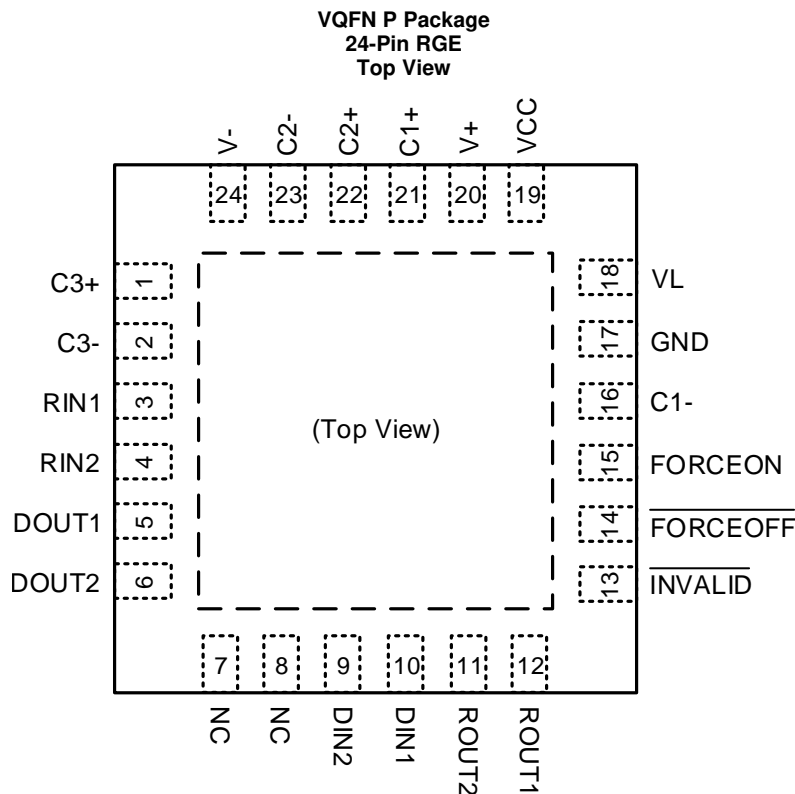 VQFN P Package
24-Pin RGE
Top View
V-
C2-
C2+
C1+
V+
VCC
24
23
22
21
20
19
C3+
1
C3-
2
RIN1
3
RIN2
4
DOUT1
5
DOUT2
6
(Top View)
18
VL
17
GND
16
C1-
15
FORCEON
14
FORCEOFF
13
INVALID
7
8
9
10
11
12
NC
NC
DIN2
DIN1
ROUT2
ROUT1